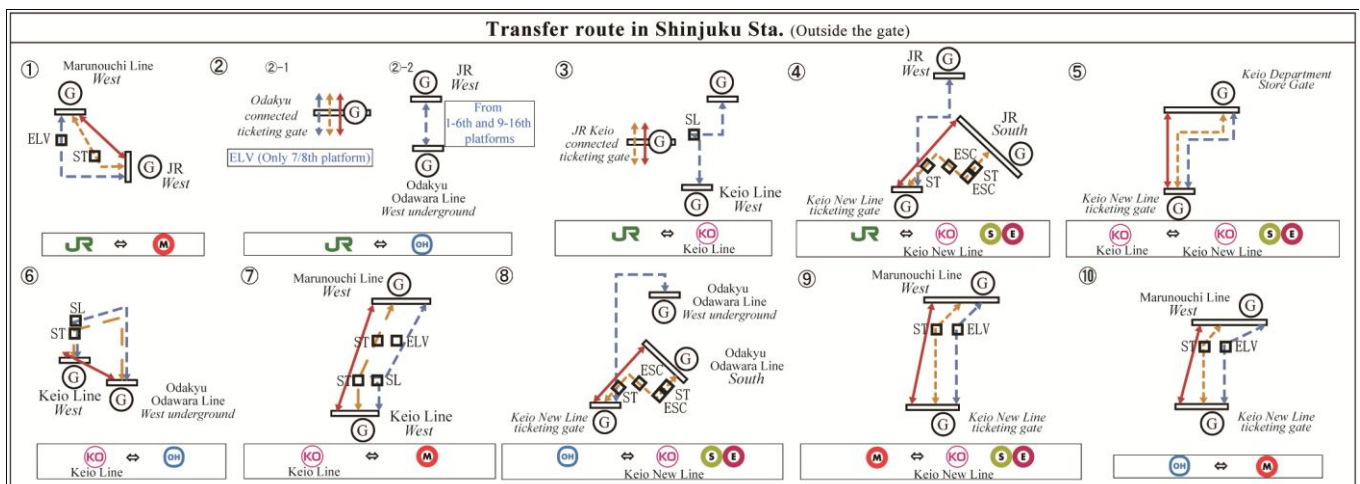 Transfer route in Shinjuku Sta. (Outside the gate)
①
Marunouchi Line
West
G
ELV
ST
G
JR
West
JR ⇔ M
②
②-1
Odakyu
connected
ticketing gate
G
ELV (Only 7/8th platform)
②-2
JR
West
G
From
1-6th and 9-16th
platforms
G
Odakyu
Odawara Line
West underground
JR ⇔ OH
③
JR Keio
connected
ticketing gate
G
G
SL
Keio Line
West
G
JR ⇔ KO
Keio Line
④
JR
West
G
JR
South
G
ESC
ST
ST
ESC
Keio New Line
ticketing gate
G
JR ⇔ KO S E
Keio New Line
⑤
Keio Department
Store Gate
G
Keio New Line
ticketing gate
G
KO ⇔ KO S E
Keio Line
Keio New Line
⑥
SL
ST
G
Keio Line
West
G
Odakyu
Odawara Line
West underground
KO ⇔ OH
Keio Line
⑦
Marunouchi Line
West
G
ST
ELV
ST
SL
Keio Line
West
G
KO ⇔ M
Keio Line
⑧
Odakyu
Odawara Line
West underground
G
Odakyu
Odawara Line
South
G
ESC
ST
ST
ESC
Keio New Line
ticketing gate
G
OH ⇔ KO S E
Keio New Line
⑨
Marunouchi Line
West
G
ST
ELV
Keio New Line
ticketing gate
G
M ⇔ KO S E
Keio New Line
⑩
Marunouchi Line
West
G
ST
ELV
Keio New Line
ticketing gate
G
OH ⇔ M